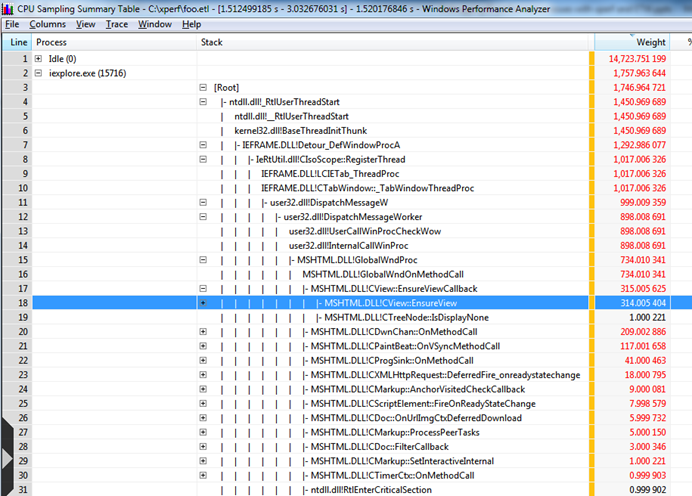 CPU Sampling Summary Table - C:\xperf\foo.etl - [1.512499185 s - 3.032676031 s] - 1.520176846 s - Windows Performance Analyzer
File Columns View Trace Window Help
Line Process Stack Weight %
1 Idle (0) 14,723.751 199
2 iexplore.exe (15716) 1,757.963 644
3 [Root] 1,746.964 721
4 |- ntdll.dll!_RtlUserThreadStart 1,450.969 689
5 | ntdll.dll!__RtlUserThreadStart 1,450.969 689
6 | kernel32.dll!BaseThreadInitThunk 1,450.969 689
7 | |- IEFRAME.DLL!Detour_DefWindowProcA 1,292.986 077
8 | | |- IeRtUtil.dll!CIsoScope::RegisterThread 1,017.006 326
9 | | | IEFRAME.DLL!LCIETab_ThreadProc 1,017.006 326
10 | | | IEFRAME.DLL!CTabWindow::_TabWindowThreadProc 1,017.006 326
11 | | | |- user32.dll!DispatchMessageW 999.009 359
12 | | | | |- user32.dll!DispatchMessageWorker 898.008 691
13 | | | | | user32.dll!UserCallWinProcCheckWow 898.008 691
14 | | | | | user32.dll!InternalCallWinProc 898.008 691
15 | | | | | |- MSHTML.DLL!GlobalWndProc 734.010 341
16 | | | | | | MSHTML.DLL!GlobalWndOnMethodCall 734.010 341
17 | | | | | | |- MSHTML.DLL!CView::EnsureViewCallback 315.005 625
18 | | | | | | | |- MSHTML.DLL!CView::EnsureView 314.005 404
19 | | | | | | | |- MSHTML.DLL!CTreeNode::IsDisplayNone 1.000 221
20 | | | | | | |- MSHTML.DLL!CDwnChan::OnMethodCall 209.002 886
21 | | | | | | |- MSHTML.DLL!CPaintBeat::OnVSyncMethodCall 117.001 658
22 | | | | | | |- MSHTML.DLL!CProgSink::OnMethodCall 41.000 463
23 | | | | | | |- MSHTML.DLL!CXMLHttpRequest::DeferredFire_onreadystatechange 18.000 795
24 | | | | | | |- MSHTML.DLL!CMarkup::AnchorVisitedCheckCallback 9.000 081
25 | | | | | | |- MSHTML.DLL!CScriptElement::FireOnReadyStateChange 7.998 579
26 | | | | | | |- MSHTML.DLL!CDoc::OnUrlImgCtxDeferredDownload 5.999 732
27 | | | | | | |- MSHTML.DLL!CMarkup::ProcessPeerTasks 5.000 150
28 | | | | | | |- MSHTML.DLL!CDoc::FilterCallback 3.000 346
29 | | | | | | |- MSHTML.DLL!CMarkup::SetInteractiveInternal 1.000 221
30 | | | | | | |- MSHTML.DLL!CTimerCtx::OnMethodCall 0.999 903
31 | | | | | | |- ntdll.dll!RtlEnterCriticalSection 0.999 902